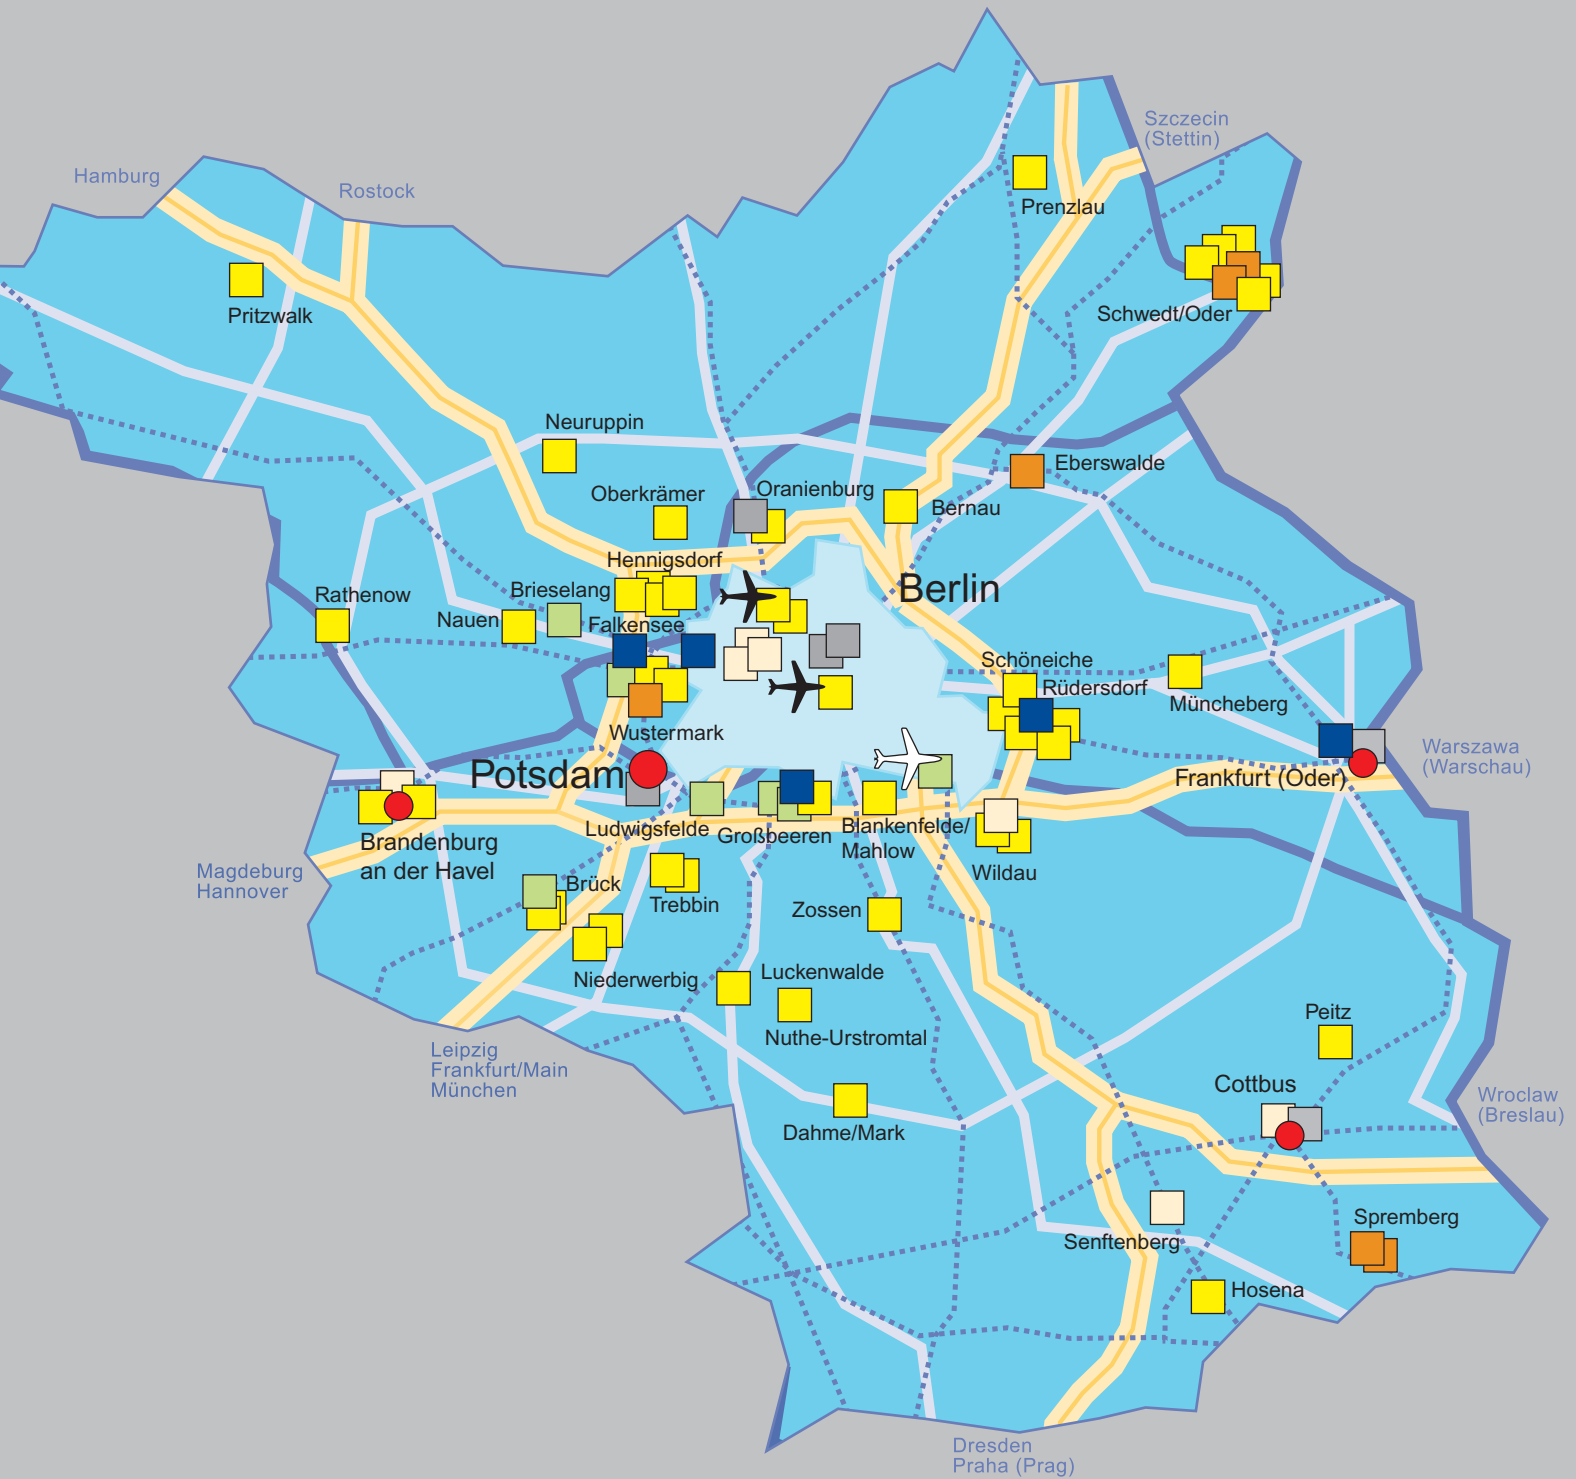 Szczecin
(Stettin)
Hamburg
Rostock
Prenzlau
Pritzwalk
Schwedt/Oder
Neuruppin
Eberswalde
Oberkrämer
Oranienburg
Bernau
Hennigsdorf
Brieselang
Berlin
Rathenow
Nauen
Falkensee
Schöneiche
Rüdersdorf
Müncheberg
Wustermark
Warszawa
(Warschau)
Potsdam
Frankfurt (Oder)
Ludwigsfelde
Großbeeren
Blankenfelde/
Mahlow
Brandenburg
an der Havel
Magdeburg
Hannover
Wildau
Brück
Trebbin
Zossen
Niederwerbig
Luckenwalde
Nuthe-Urstromtal
Peitz
Leipzig
Frankfurt/Main
München
Cottbus
Wroclaw
(Breslau)
Dahme/Mark
Spremberg
Senftenberg
Hosena
Dresden
Praha (Prag)